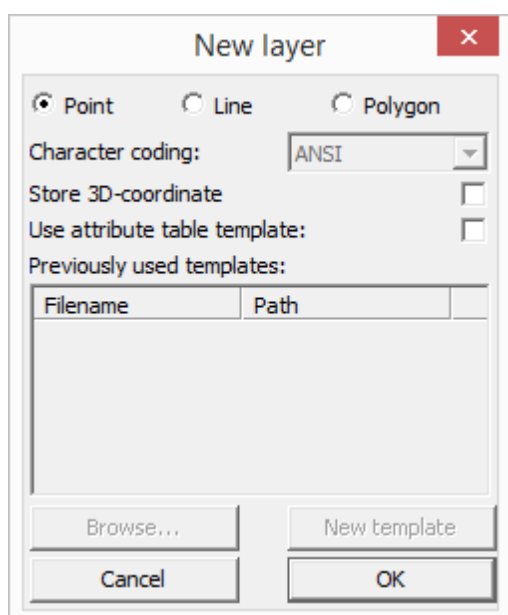 New layer
Point Line Polygon
Character coding: ANSI
Store 3D-coordinate
Use attribute table template:
Previously used templates:
Filename Path
Browse... New template
Cancel OK